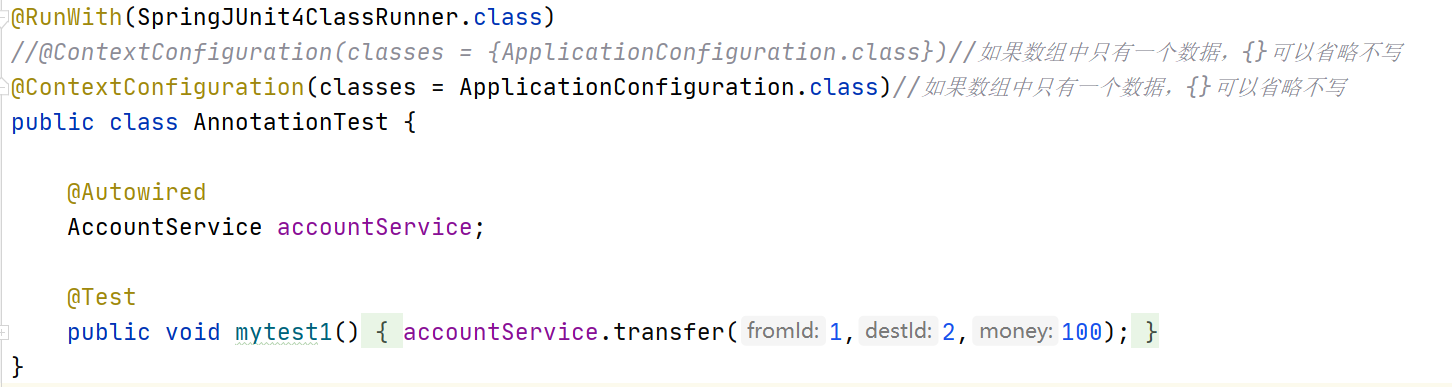 @RunWith(SpringJUnit4ClassRunner.class)
//@ContextConfiguration(classes = {ApplicationConfiguration.class})//如果数组中只有一个数据，{}可以省略不写
@ContextConfiguration(classes = ApplicationConfiguration.class)//如果数组中只有一个数据，{}可以省略不写
public class AnnotationTest {
@Autowired
AccountService accountService;
@Test
public void mytest1() { accountService.transfer( fromId: 1, destId: 2, money: 100); }
}